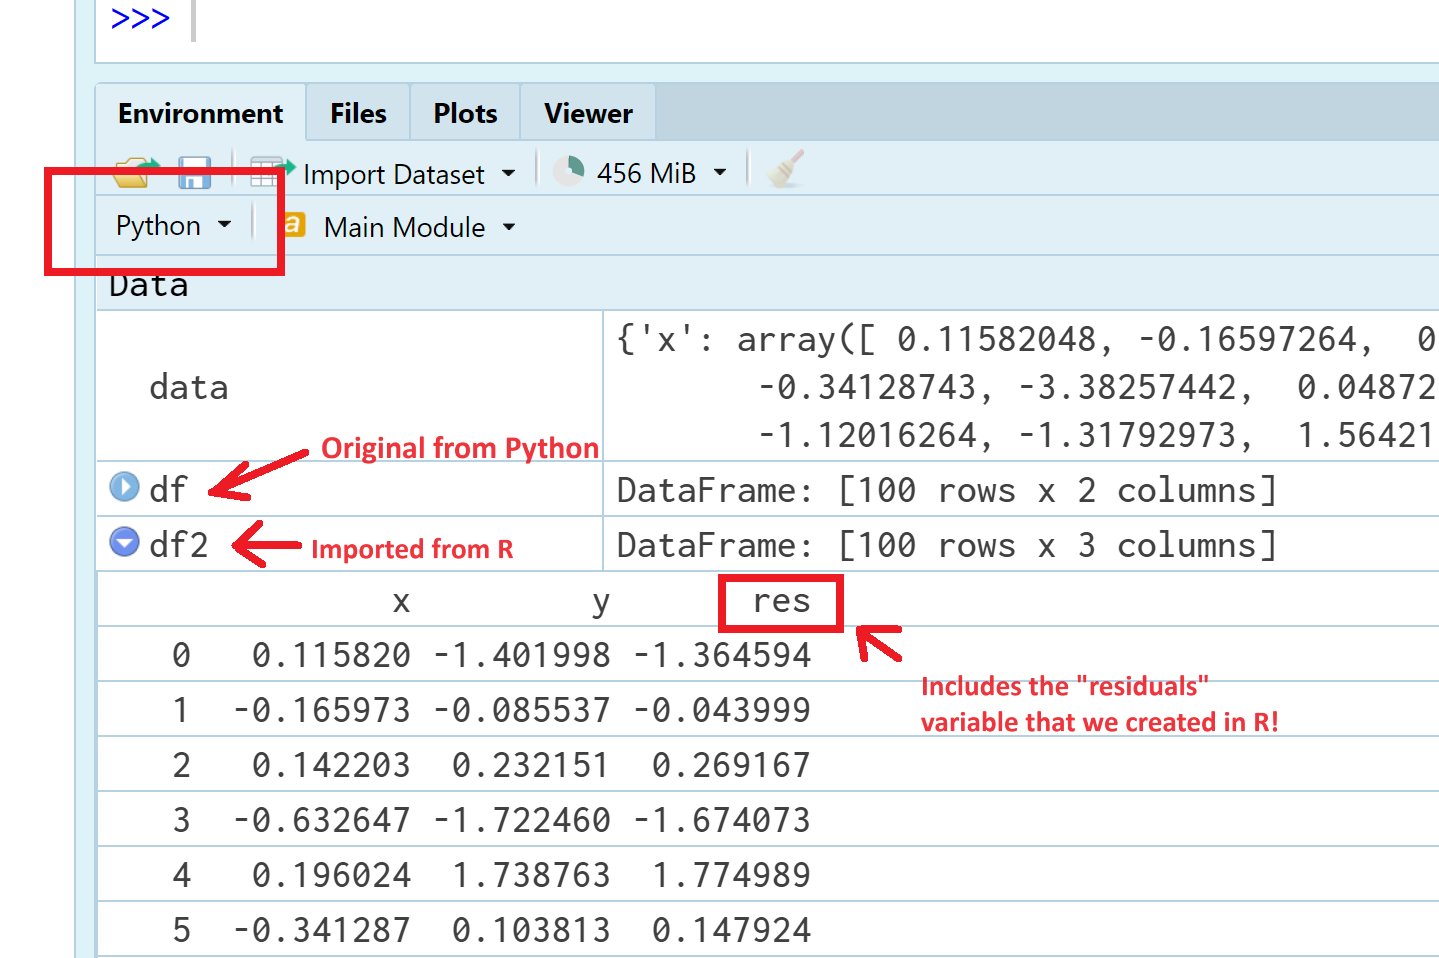 >>>
Environment Files Plots Viewer
Import Dataset 456 MiB
Python a Main Module
Data
data {'x': array([ 0.11582048, -0.16597264, 0
-0.34128743, -3.38257442, 0.04872
-1.12016264, -1.31792973, 1.56421
Original from Python
df DataFrame: [100 rows x 2 columns]
df2 Imported from R DataFrame: [100 rows x 3 columns]
x y res
0 0.115820 -1.401998 -1.364594
Includes the "residuals"
variable that we created in R!
1 -0.165973 -0.085537 -0.043999
2 0.142203 0.232151 0.269167
3 -0.632647 -1.722460 -1.674073
4 0.196024 1.738763 1.774989
5 -0.341287 0.103813 0.147924